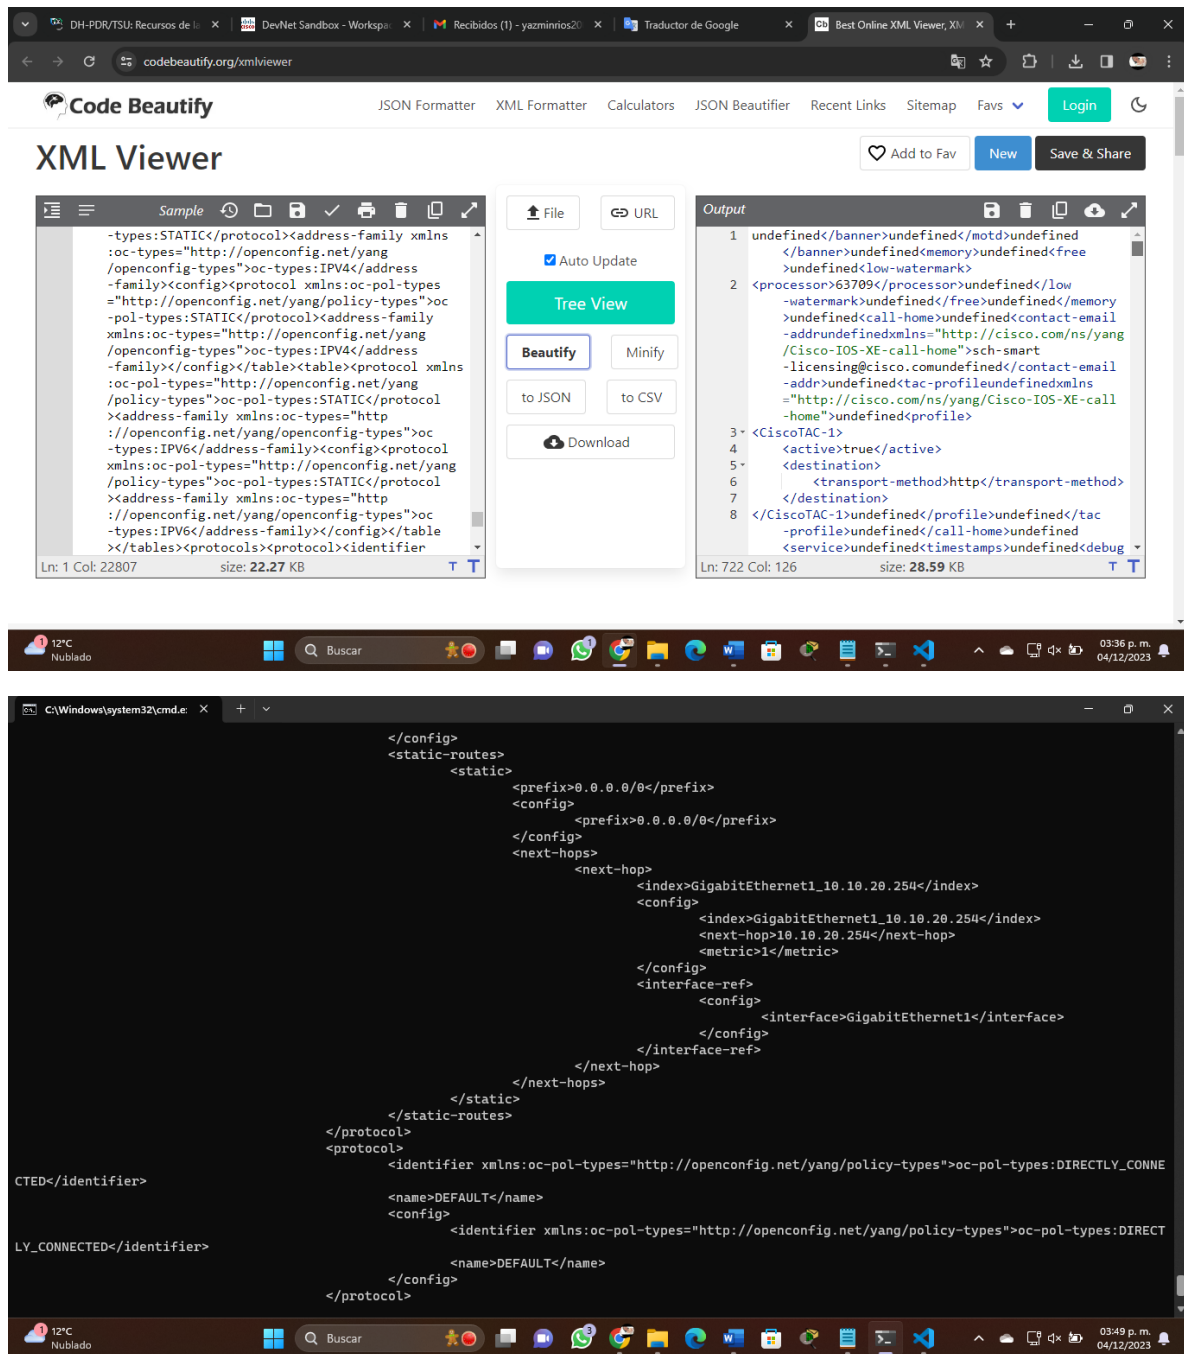 DH-PDR/TSU: Recursos de la
DevNet Sandbox - Workspac
Recibidos (1) - yazminrios20
Traductor de Google
Cb Best Online XML Viewer, XM
codebeautify.org/xmlviewer
Code Beautify
JSON Formatter XML Formatter Calculators JSON Beautifier Recent Links Sitemap Favs Login
XML Viewer
Add to Fav New Save & Share
Sample
-types:STATIC</protocol><address-family xmlns
:oc-types="http://openconfig.net/yang
/openconfig-types">oc-types:IPV4</address
-family><config><protocol xmlns:oc-pol-types
="http://openconfig.net/yang/policy-types">oc
-pol-types:STATIC</protocol><address-family
xmlns:oc-types="http://openconfig.net/yang
/openconfig-types">oc-types:IPV4</address
-family></config></table><table><protocol xmlns
:oc-pol-types="http://openconfig.net/yang
/policy-types">oc-pol-types:STATIC</protocol
><address-family xmlns:oc-types="http
://openconfig.net/yang/openconfig-types">oc
-types:IPV6</address-family><config><protocol
xmlns:oc-pol-types="http://openconfig.net/yang
/policy-types">oc-pol-types:STATIC</protocol
><address-family xmlns:oc-types="http
://openconfig.net/yang/openconfig-types">oc
-types:IPV6</address-family></config></table
></tables><protocols><protocol><identifier
Ln: 1 Col: 22807 size: 22.27 KB T T
File URL
Auto Update
Tree View
Beautify Minify
to JSON to CSV
Download
Output
1 undefined</banner>undefined</motd>undefined
</banner>undefined<memory>undefined<free
>undefined<low-watermark>
2 <processor>63709</processor>undefined</low
-watermark>undefined</free>undefined</memory
>undefined<call-home>undefined<contact-email
-addrundefinedxmlns="http://cisco.com/ns/yang
/Cisco-IOS-XE-call-home">sch-smart
-licensing@cisco.comundefined</contact-email
-addr>undefined<tac-profileundefinedxmlns
="http://cisco.com/ns/yang/Cisco-IOS-XE-call
-home">undefined<profile>
3 <CiscoTAC-1>
4 <active>true</active>
5 <destination>
6 <transport-method>http</transport-method>
7 </destination>
8 </CiscoTAC-1>undefined</profile>undefined</tac
-profile>undefined</call-home>undefined
<service>undefined<timestamps>undefined<debug
Ln: 722 Col: 126 size: 28.59 KB T T
1 12°C
Nublado
Buscar
1
03:36 p. m.
04/12/2023
C:\Windows\system32\cmd.e:
</config>
<static-routes>
<static>
<prefix>0.0.0.0/0</prefix>
<config>
<prefix>0.0.0.0/0</prefix>
</config>
<next-hops>
<next-hop>
<index>GigabitEthernet1_10.10.20.254</index>
<config>
<index>GigabitEthernet1_10.10.20.254</index>
<next-hop>10.10.20.254</next-hop>
<metric>1</metric>
</config>
<interface-ref>
<config>
<interface>GigabitEthernet1</interface>
</config>
</interface-ref>
</next-hop>
</next-hops>
</static>
</static-routes>
</protocol>
<protocol>
<identifier xmlns:oc-pol-types="http://openconfig.net/yang/policy-types">oc-pol-types:DIRECTLY_CONNE
CTED</identifier>
<name>DEFAULT</name>
<config>
<identifier xmlns:oc-pol-types="http://openconfig.net/yang/policy-types">oc-pol-types:DIRECT
LY_CONNECTED</identifier>
<name>DEFAULT</name>
</config>
</protocol>
1 12°C
Nublado
Buscar
3
03:49 p. m.
04/12/2023